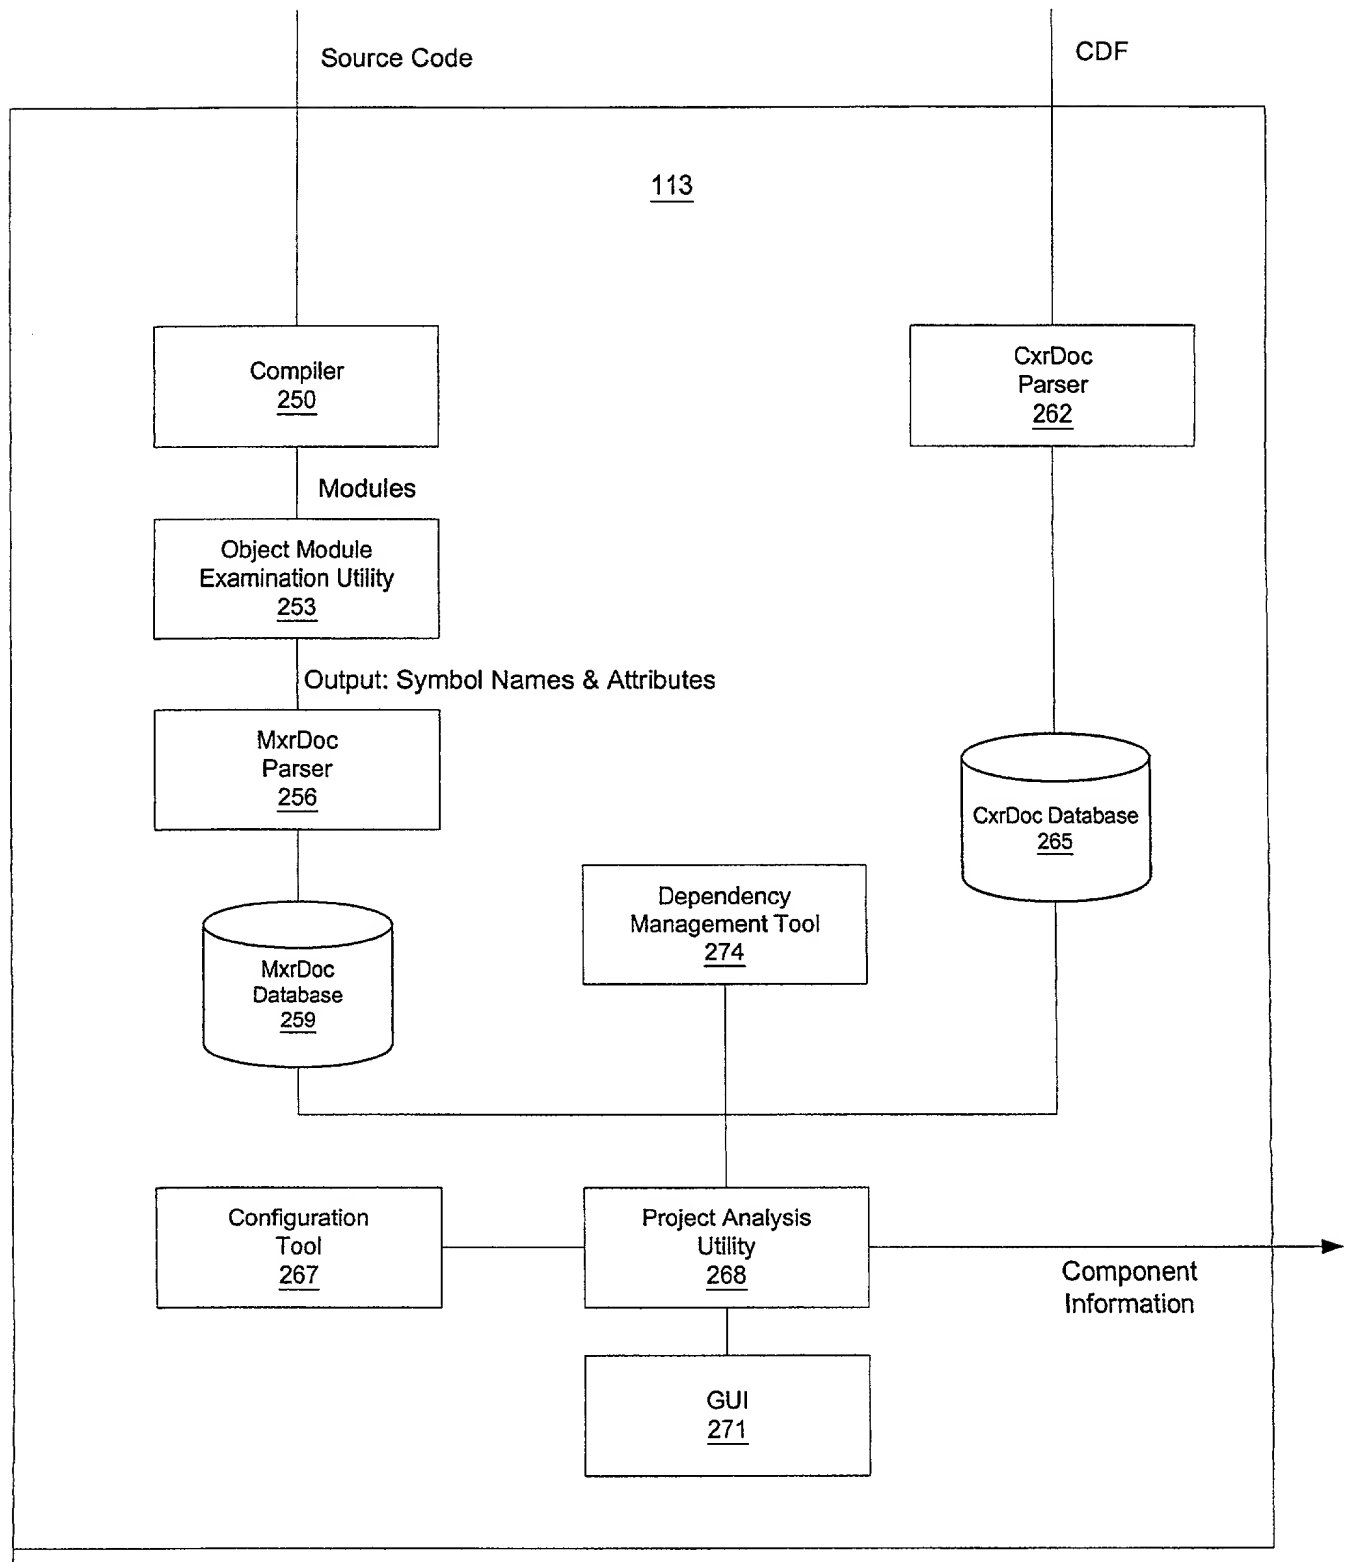 Source Code
CDF
113
Compiler
250
CxrDoc
Parser
262
Modules
Object Module
Examination Utility
253
Output: Symbol Names & Attributes
MxrDoc
Parser
256
CxrDoc Database
265
Dependency
Management Tool
274
MxrDoc
Database
259
Configuration
Tool
267
Project Analysis
Utility
268
Component
Information
GUI
271